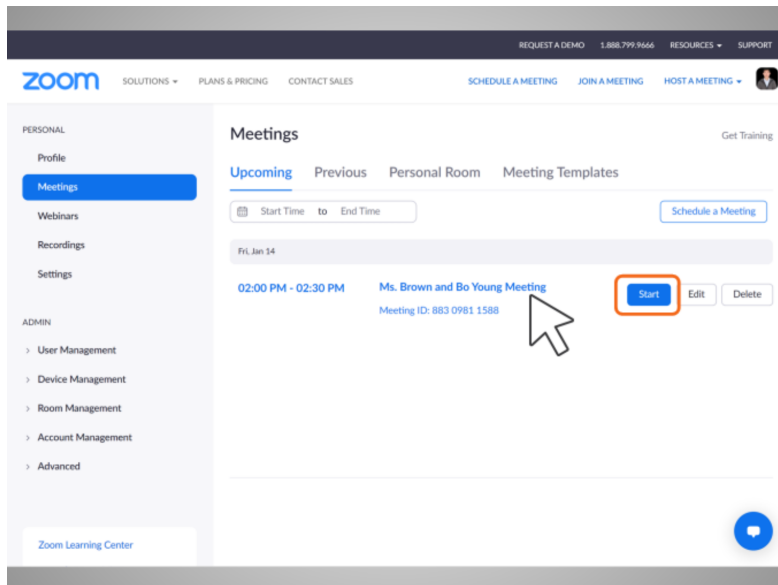 REQUEST A DEMO 1.888.799.9666 RESOURCES SUPPORT
zoom SOLUTIONS PLANS & PRICING CONTACT SALES SCHEDULE A MEETING JOIN A MEETING HOST A MEETING
PERSONAL
Profile
Meetings
Webinars
Recordings
Settings
ADMIN
User Management
Device Management
Room Management
Account Management
Advanced
Zoom Learning Center
Meetings Get Training
Upcoming Previous Personal Room Meeting Templates
Start Time to End Time Schedule a Meeting
Fri, Jan 14
02:00 PM - 02:30 PM Ms. Brown and Bo Young Meeting Start Edit Delete
Meeting ID: 883 0981 1588